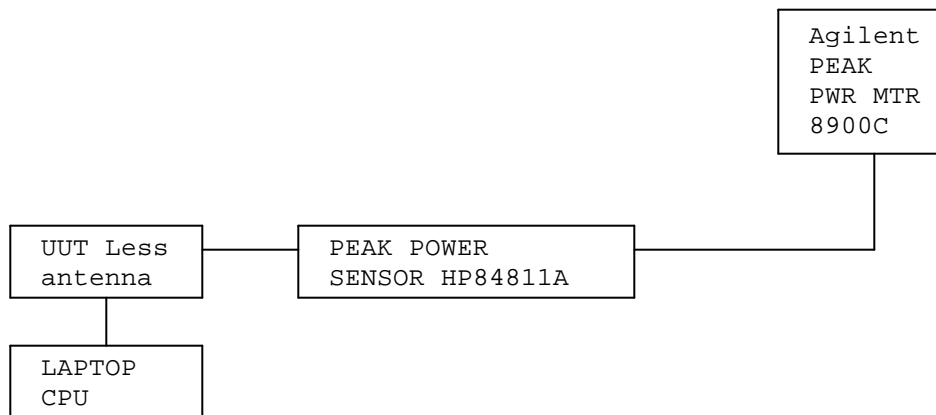 Agilent
PEAK
PWR MTR
8900C
UUT Less
antenna
PEAK POWER
SENSOR HP84811A
LAPTOP
CPU